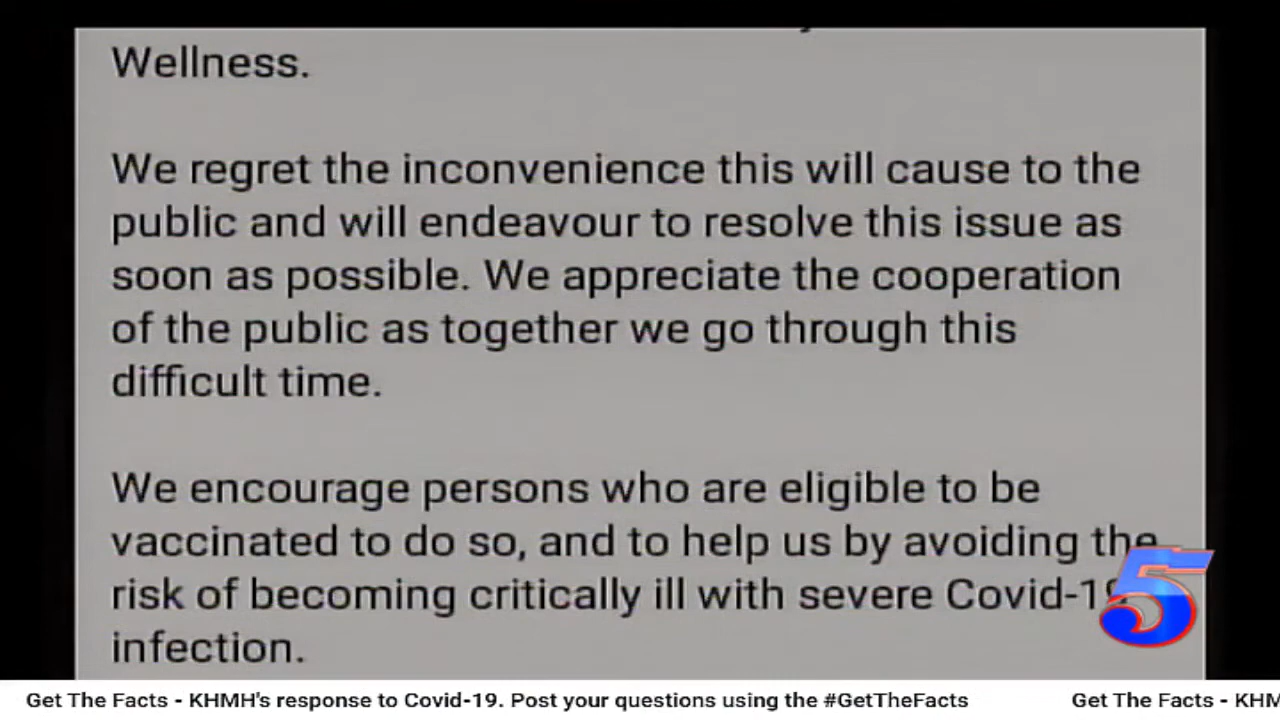 Wellness.
We regret the inconvenience this will cause to the
public and will endeavour to resolve this issue as
soon as possible. We appreciate the cooperation
of the public as together we go through this
difficult time.
We encourage persons who are eligible to be
vaccinated to do so, and to help us by avoiding the
risk of becoming critically ill with severe Covid-19
infection.
5
Get The Facts - KHMH's response to Covid-19. Post your questions using the #GetTheFacts
Get The Facts - KHM